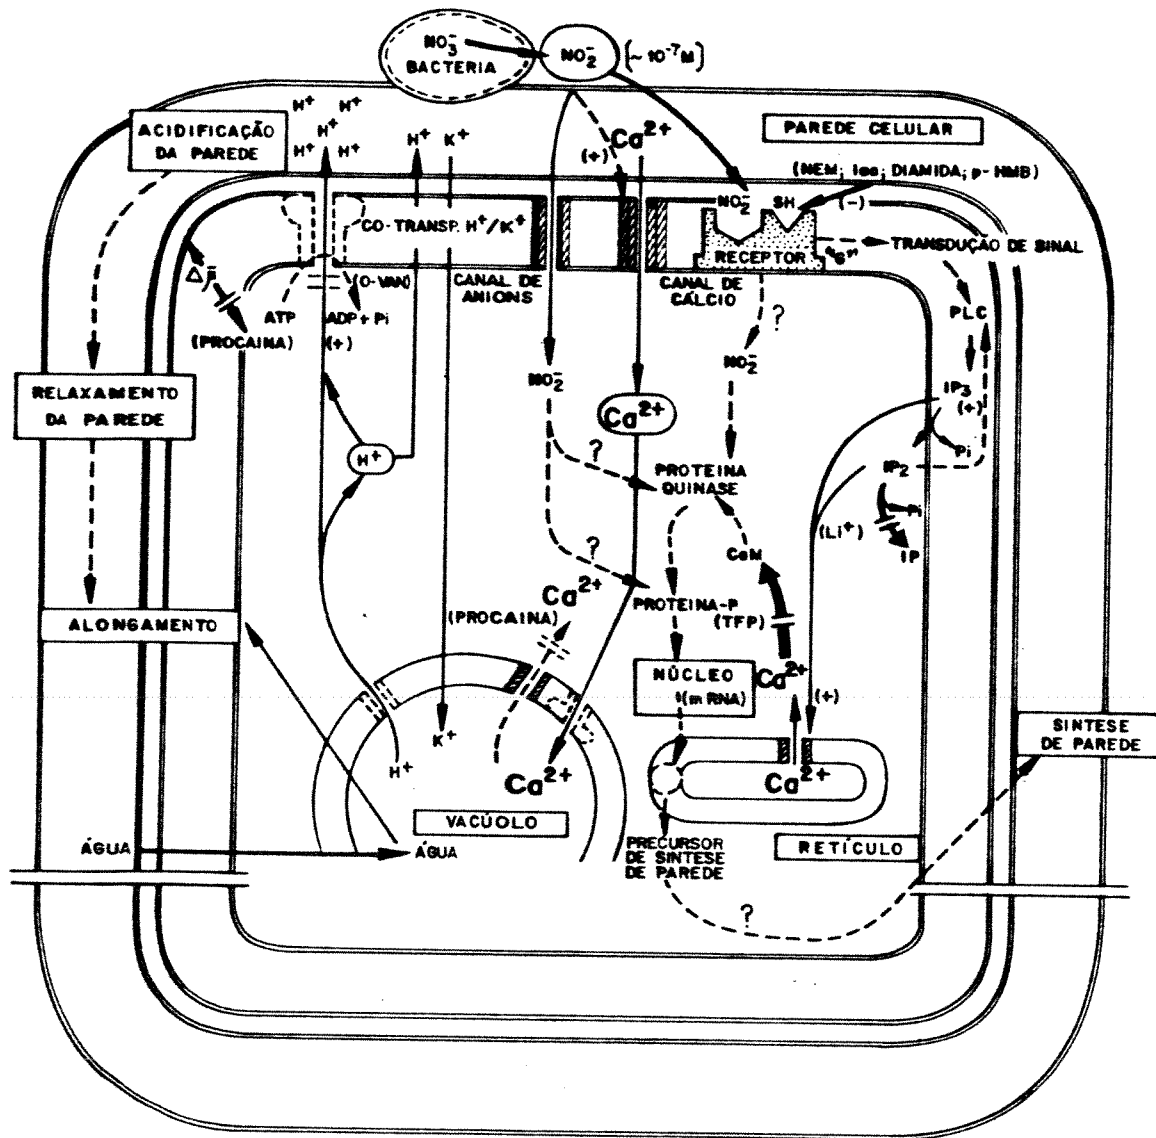 NO₃⁻
BACTERIA
NO₂⁻
(~10⁻⁷M)
H⁺ H⁺
H⁺
H⁺ H⁺
ACIDIFICAÇÃO
DA PAREDE
H⁺ K⁺
(+)
Ca²⁺
PAREDE CELULAR
(NEM; Iaa; DIAMIDA; p-HMB)
NO₂⁻ SH (-)
CO-TRANSP. H⁺/K⁺
RECEPTOR
"G"
TRANSDUÇÃO DE SINAL
(O-VAN)
CANAL DE
ANIONS
CANAL DE
CÁLCIO
ATP
ADP+Pi
(PROCAINA)
(+)
?
PLC
NO₂⁻
NO₂⁻
RELAXAMENTO
DA PAREDE
IP₃
(+)
Ca²⁺
Pi
H⁺
?
PROTEINA
QUINASE
IP₂
Pi
(Li⁺)
IP
?
CaM
Ca²⁺
(PROCAINA)
PROTEINA-P
(TFP)
ALONGAMENTO
NÚCLEO
(mRNA)
Ca²⁺
(+)
K⁺
H⁺
Ca²⁺
Ca²⁺
SINTESE
DE PAREDE
VACÚOLO
ÁGUA
ÁGUA
PRECURSOR
DE SINTESE
DE PAREDE
RETÍCULO
?